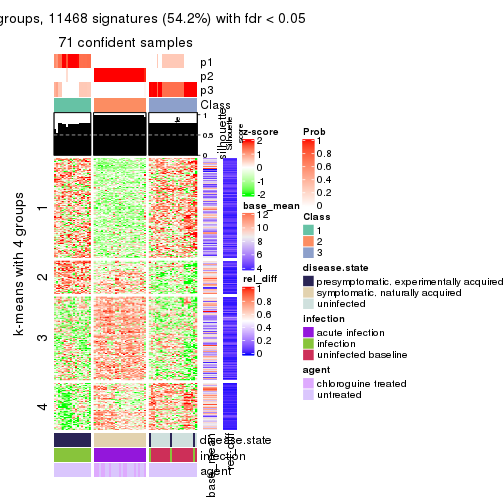 groups, 11468 signatures (54.2%) with fdr < 0.05
71 confident samples
p1
p2
p3
Class
1
0.5
0
silhouette
Silhouette
score
k-means with 4 groups
1
2
3
4
disease.state
infection
agent
base_mean
rel_diff
z-score
2
1
0
-1
-2
base_mean
12
10
8
6
4
rel_diff
1
0.8
0.6
0.4
0.2
0
Prob
1
0.8
0.6
0.4
0.2
0
Class
1
2
3
disease.state
presymptomatic. experimentally acquired
symptomatic. naturally acquired
uninfected
infection
acute infection
infection
uninfected baseline
agent
chloroguine treated
untreated